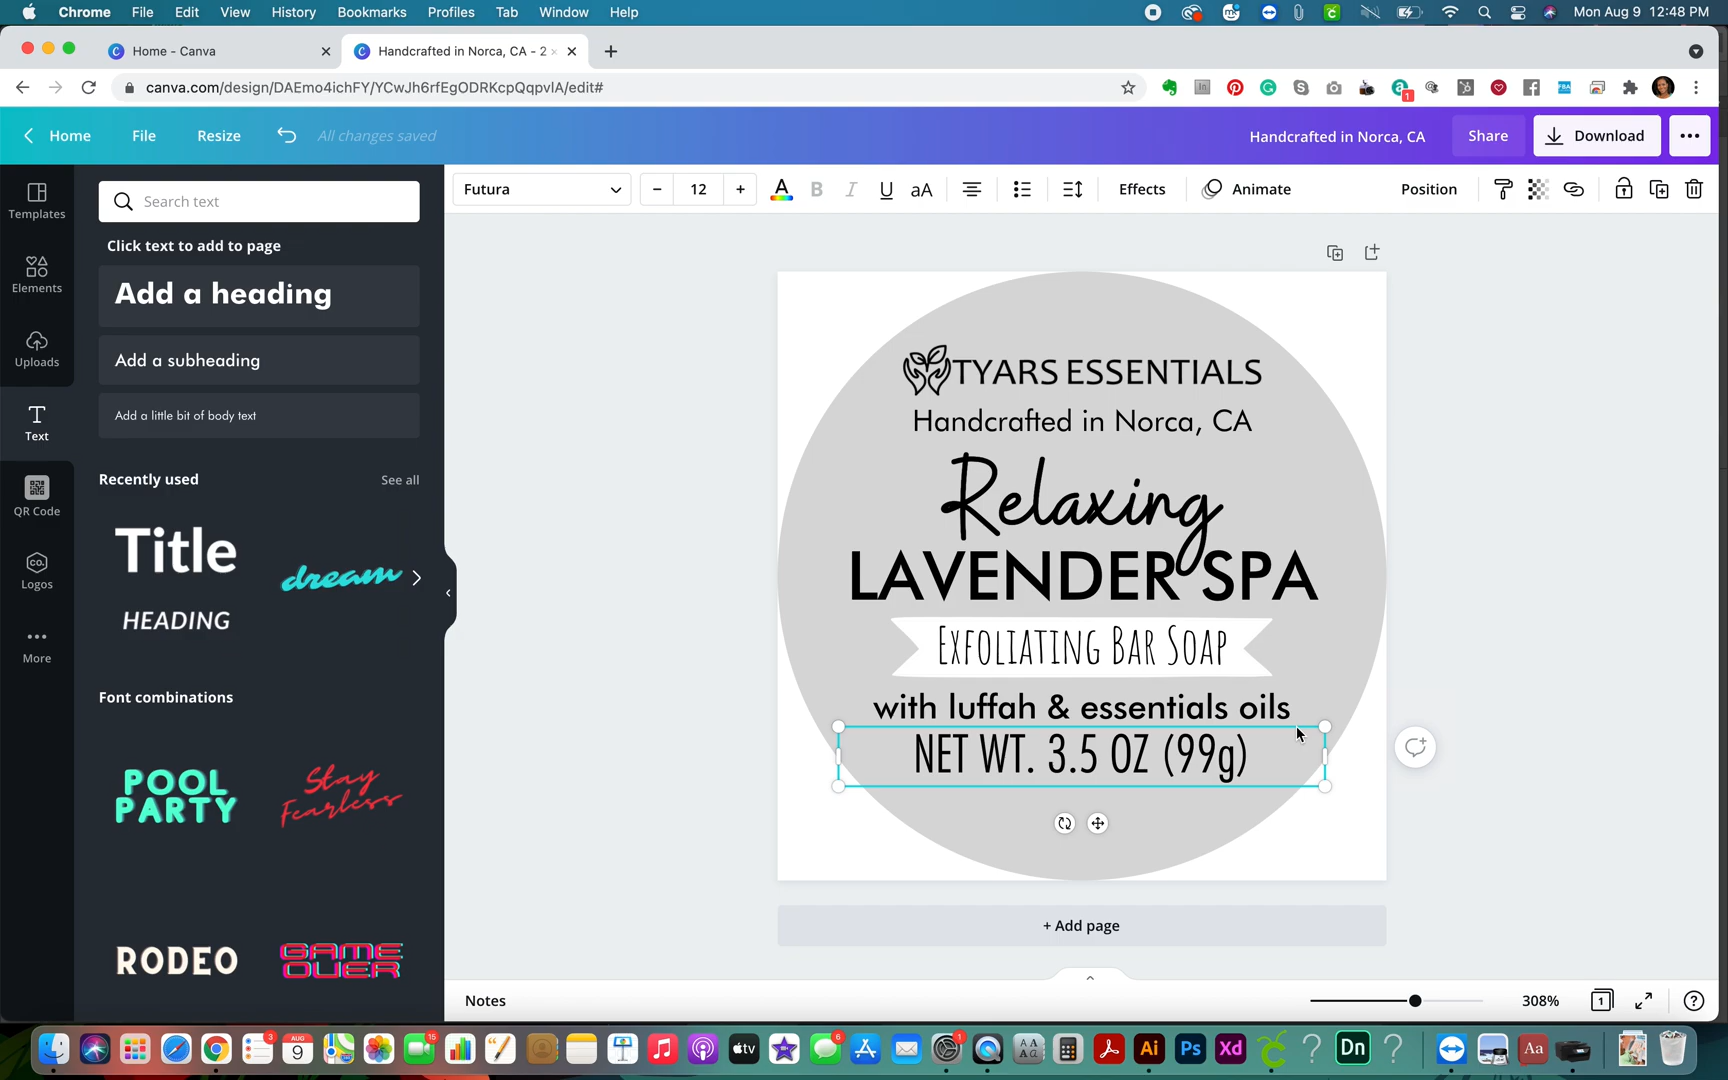 Chrome File Edit View History Bookmarks Profiles Tab Window Help
Mon Aug 9 12:48 PM
Home - Canva
Handcrafted in Norca, CA - 2
canva.com/design/DAEmo4ichFY/YCwJh6rfEgODRKcpQqpvIA/edit#
Home File Resize All changes saved
Handcrafted in Norca, CA Share Download
Futura 12 A B I U aA Effects Animate Position
Templates
Elements
Uploads
Text
QR Code
Logos
More
Search text
Click text to add to page
Add a heading
Add a subheading
Add a little bit of body text
Recently used See all
Title
HEADING
dream
Font combinations
POOL
PARTY
Stay
Fearless
RODEO
GAME
OVER
TYARS ESSENTIALS
Handcrafted in Norca, CA
Relaxing
LAVENDER SPA
Exfoliating Bar Soap
with luffah & essentials oils
NET WT. 3.5 OZ (99g)
+ Add page
Notes
308%
1